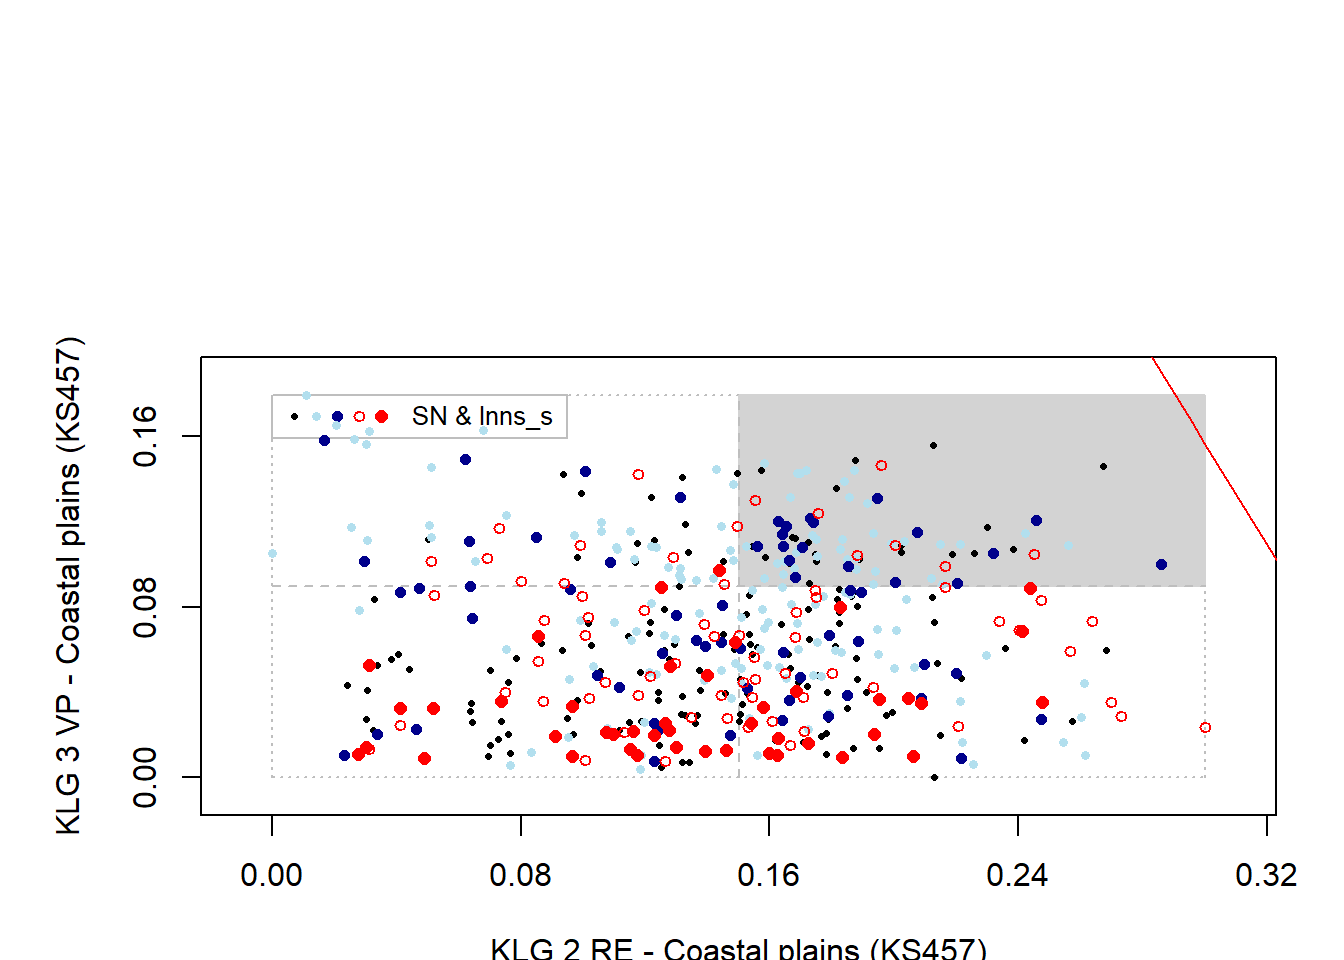 KLG 3 VP - Coastal plains (KS457)
0.16
0.08
0.00
SN & Inns_s
0.00 0.08 0.16 0.24 0.32
KLG 2 RE - Coastal plains (KS457)